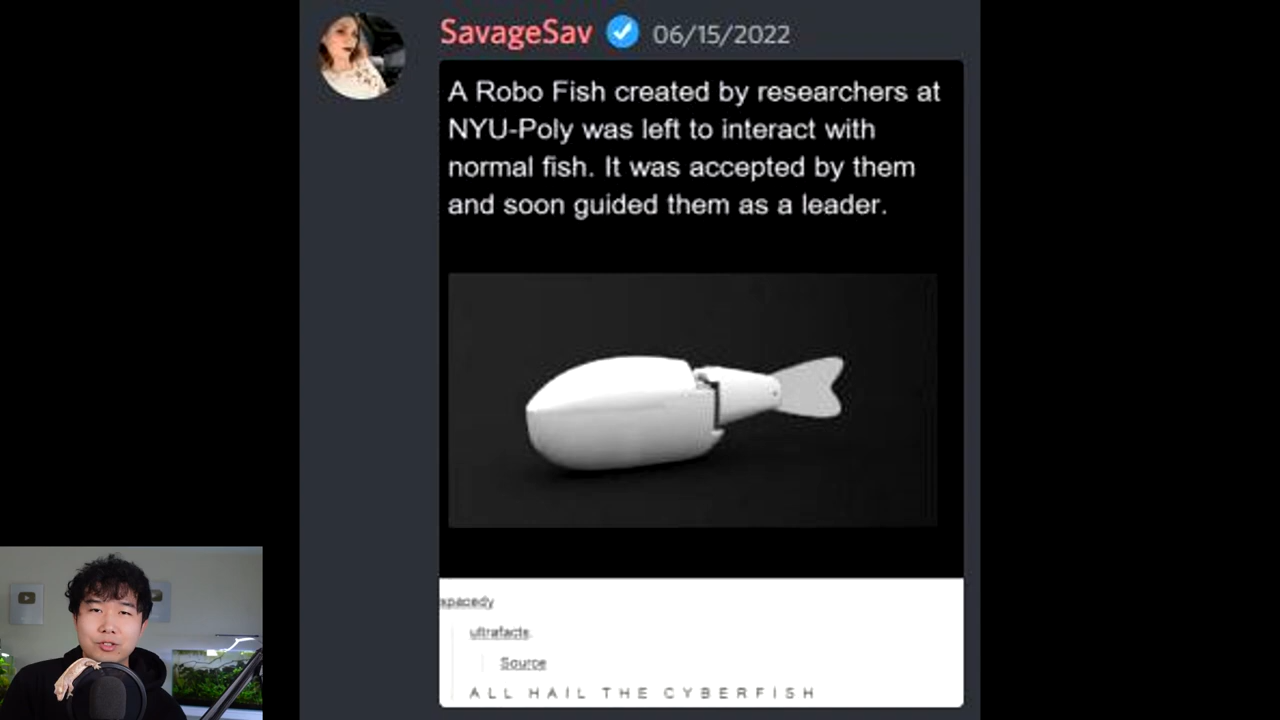 SavageSav 06/15/2022
A Robo Fish created by researchers at
NYU-Poly was left to interact with
normal fish. It was accepted by them
and soon guided them as a leader.
spacedy
ultrafacts.
Source
ALL HAIL THE CYBERFISH